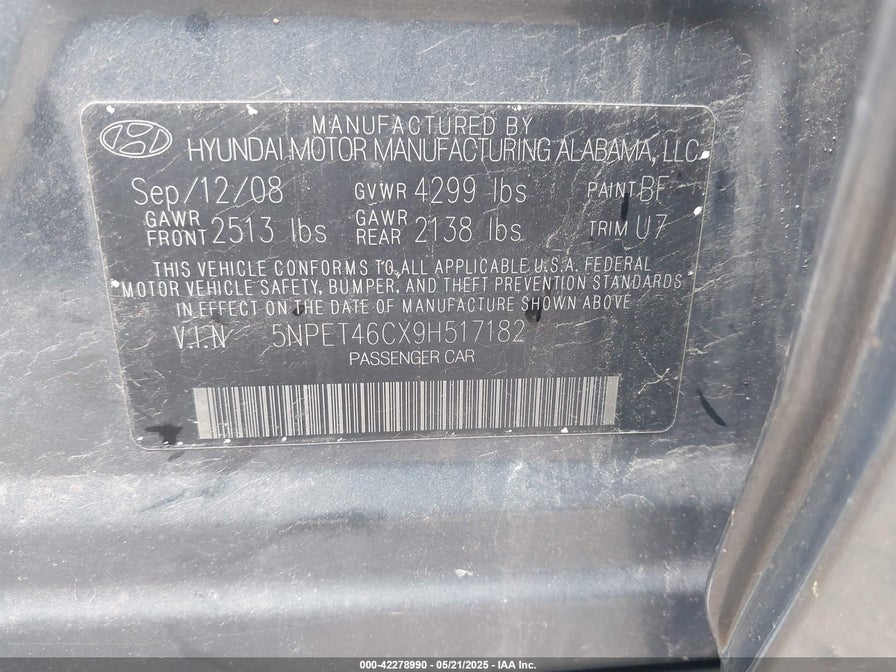 MANUFACTURED BY
HYUNDAI MOTOR MANUFACTURING ALABAMA, LLC
Sep/12/08 GVWR 4299 lbs PAINT BF
GAWR FRONT 2513 lbs GAWR REAR 2138 lbs TRIM U7
THIS VEHICLE CONFORMS TO ALL APPLICABLE U.S.A. FEDERAL
MOTOR VEHICLE SAFETY, BUMPER, AND THEFT PREVENTION STANDARDS
IN EFFECT ON THE DATE OF MANUFACTURE SHOWN ABOVE
V.I.N 5NPET46CX9H517182
PASSENGER CAR
000-42278990 - 05/21/2025 - IAA Inc.